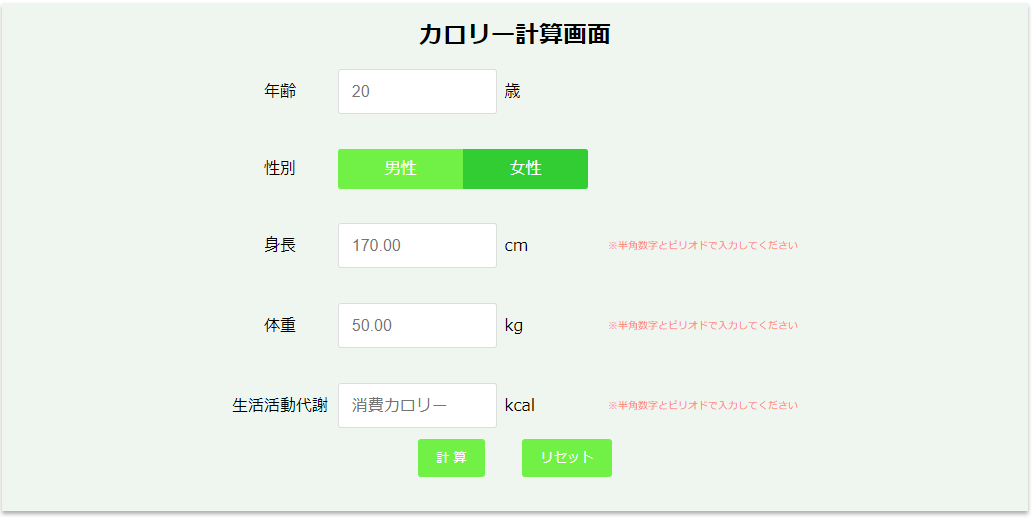 カロリー計算画面
年齢 20 歳
性別 男性 女性
身長 170.00 cm ※半角数字とピリオドで入力してください
体重 50.00 kg ※半角数字とピリオドで入力してください
生活活動代謝 消費カロリー kcal ※半角数字とピリオドで入力してください
計 算 リセット